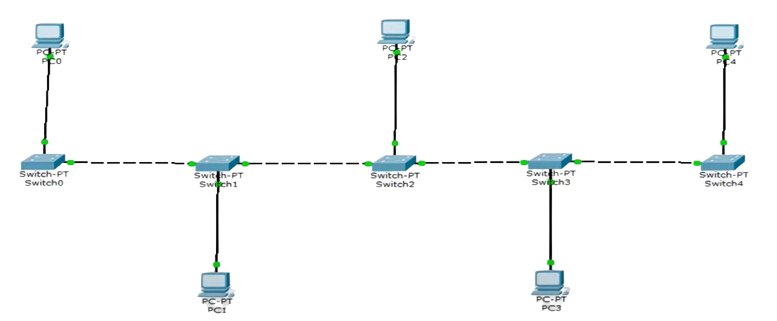 PC-PT
PC0
PC-PT
PC2
PC-PT
PC4
Switch-PT
Switch0
Switch-PT
Switch1
Switch-PT
Switch2
Switch-PT
Switch3
Switch-PT
Switch4
PC-PT
PC1
PC-PT
PC3